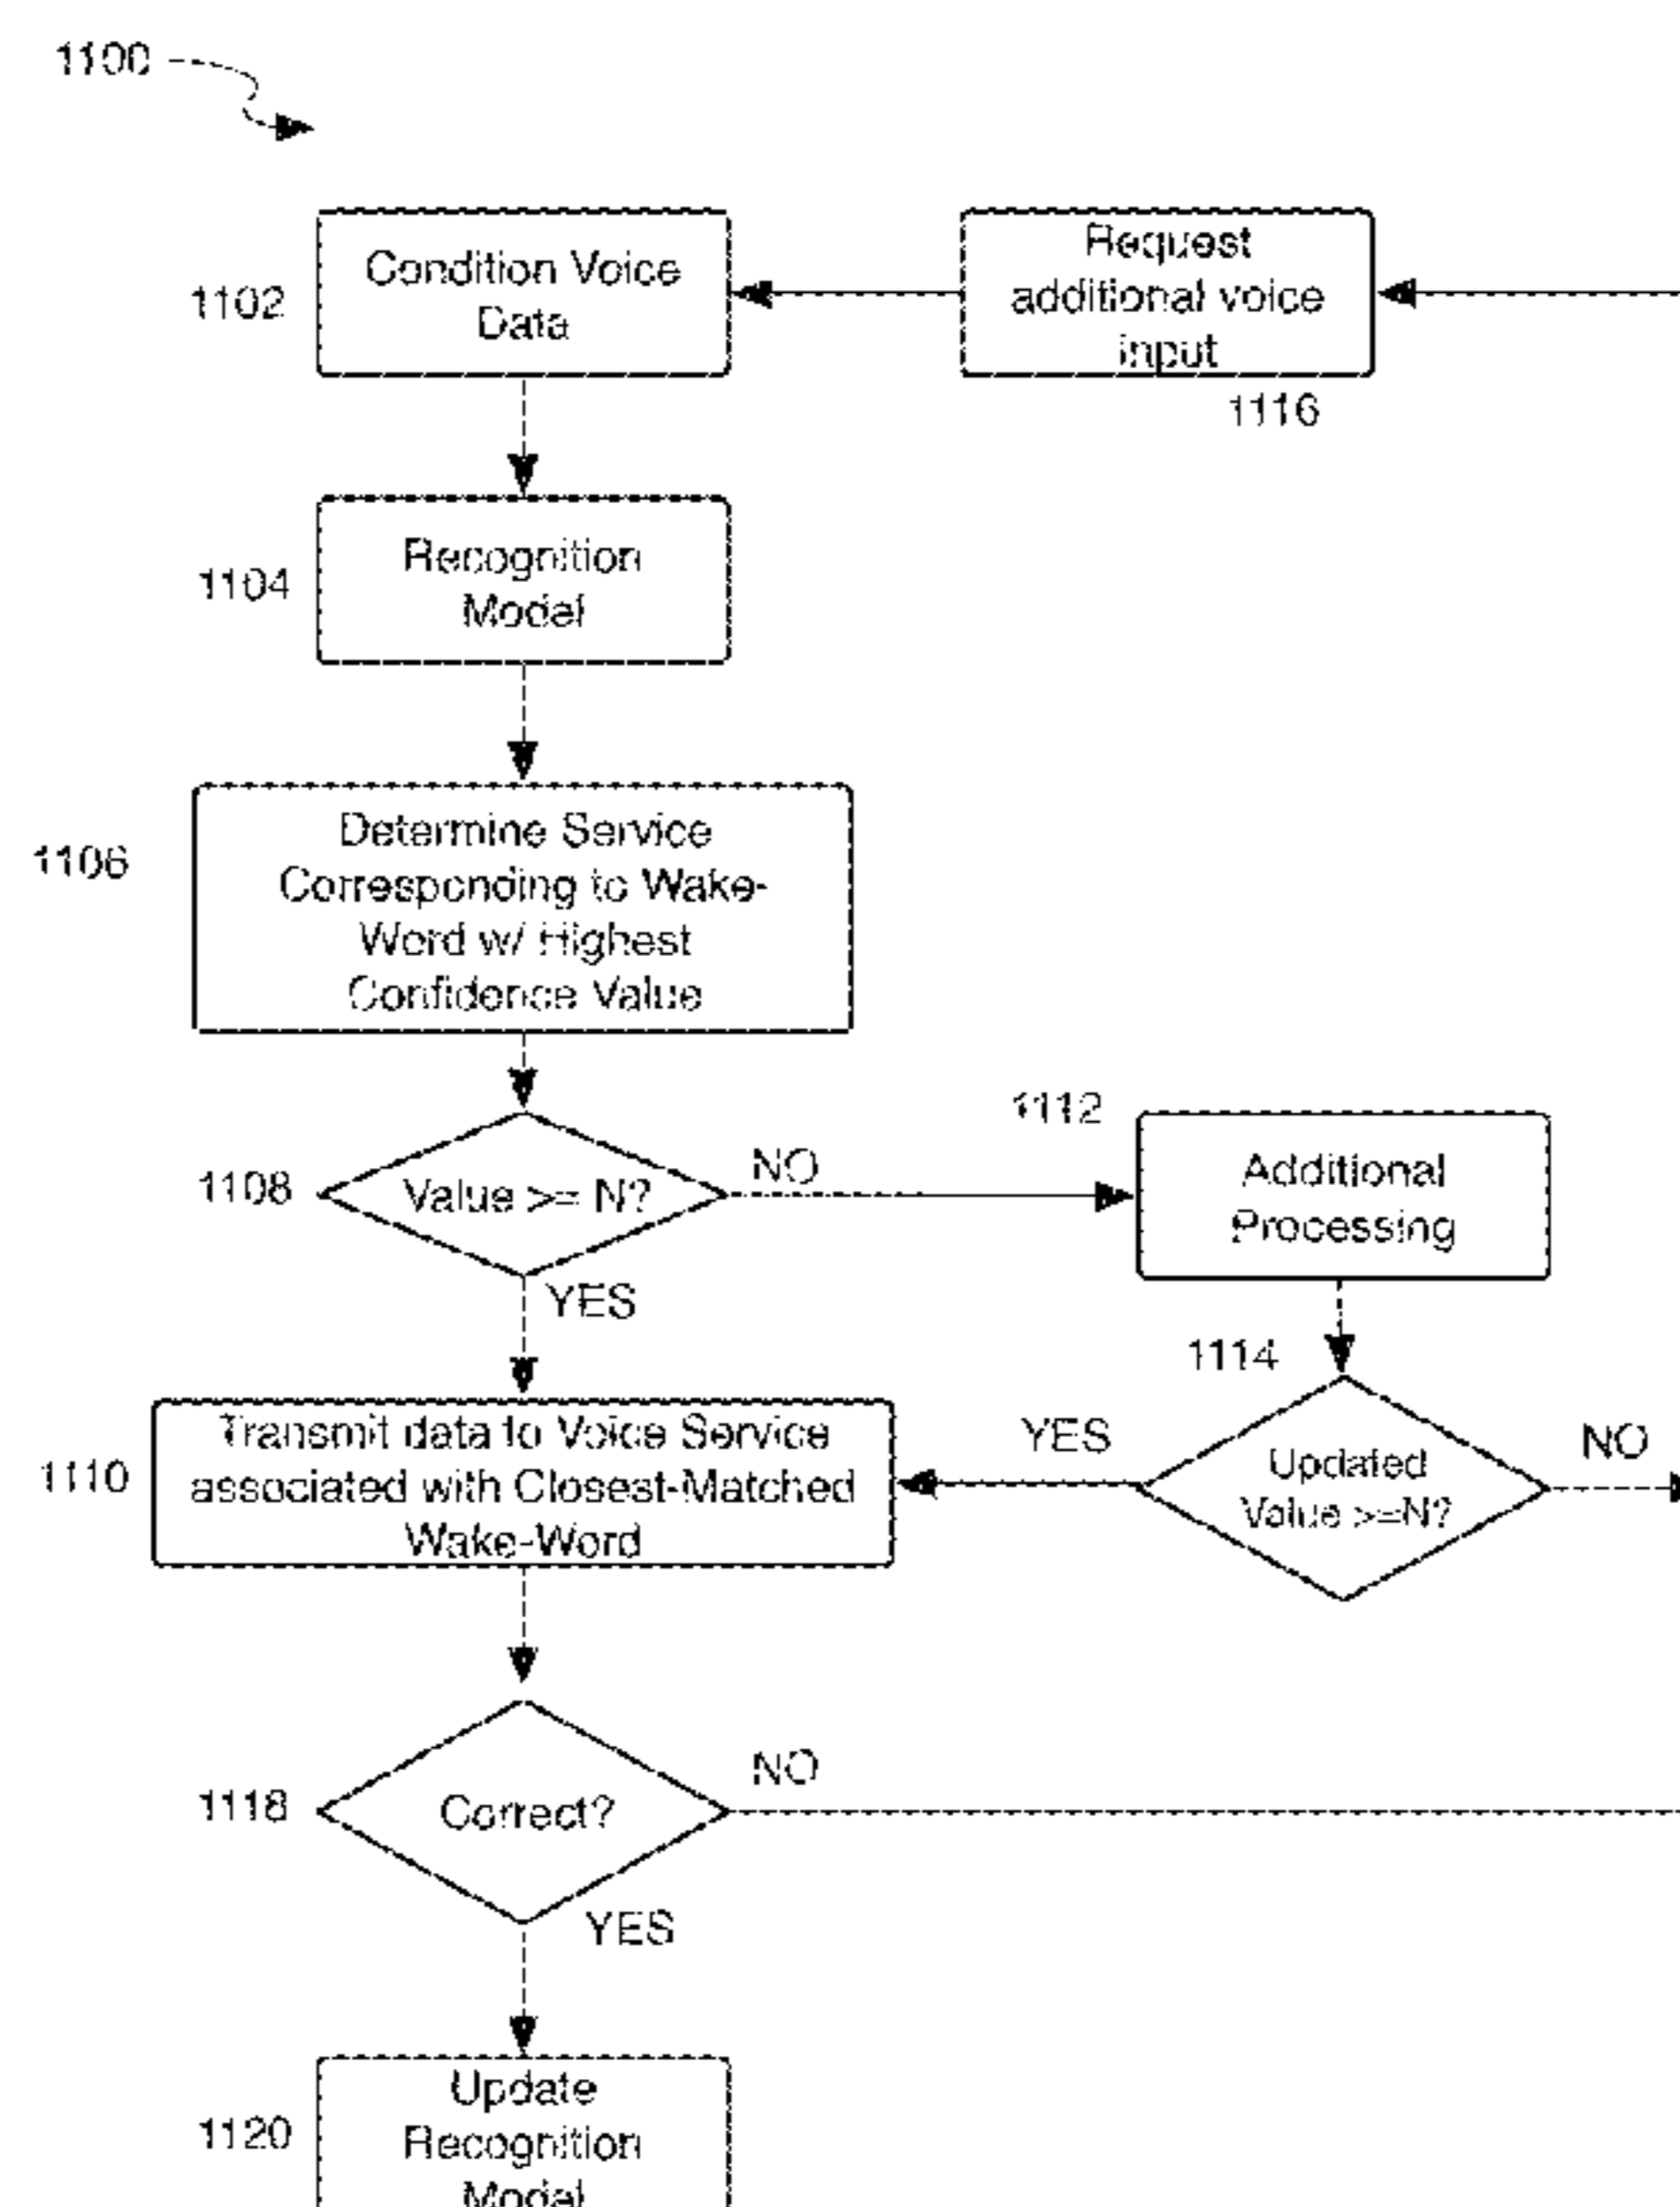 1100
Condition Voice
Data
1102
Request
additional voice
input
1116
Recognition
Model
1104
Determine Service
Corresponding to Wake-
Word w/ Highest
Confidence Value
1106
1112
Value >= N?
1108
NO
YES
Additional
Processing
1114
Transmit data to Voice Service
associated with Closest-Matched
Wake-Word
1110
YES
Updated
Value >=N?
NO
Correct?
1118
NO
YES
Update
Recognition
Model
1120